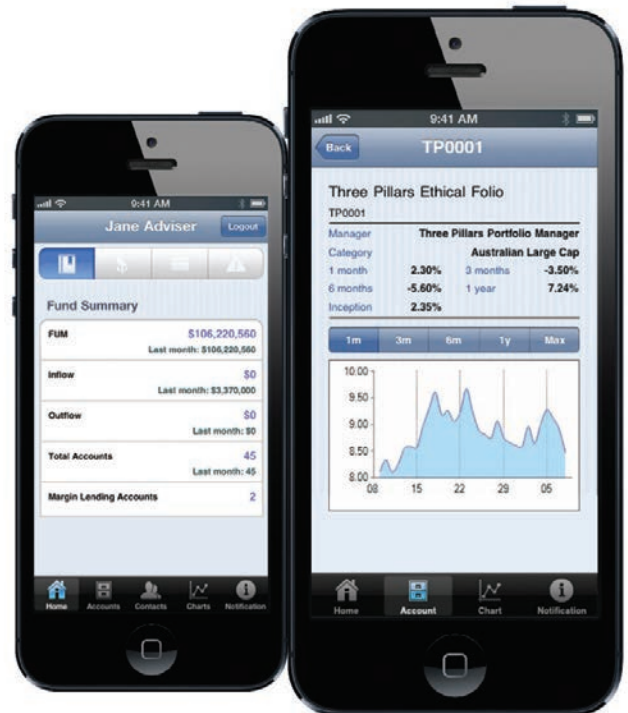 9:41 AM
Jane Adviser
Logout
Fund Summary
FUM $106,220,560
Last month: $106,220,560
Inflow $0
Last month: $3,370,000
Outflow $0
Last month: $0
Total Accounts 45
Last month: 45
Margin Lending Accounts 2
Home Accounts Contacts Charts Notification
9:41 AM
Back TP0001
Three Pillars Ethical Folio
TP0001
Manager Three Pillars Portfolio Manager
Category Australian Large Cap
1 month 2.30% 3 months -3.50%
6 months -5.60% 1 year 7.24%
Inception 2.35%
1m 3m 6m 1y Max
10.00
9.50
9.00
8.50
8.00
08 15 22 29 05
Home Account Chart Notification